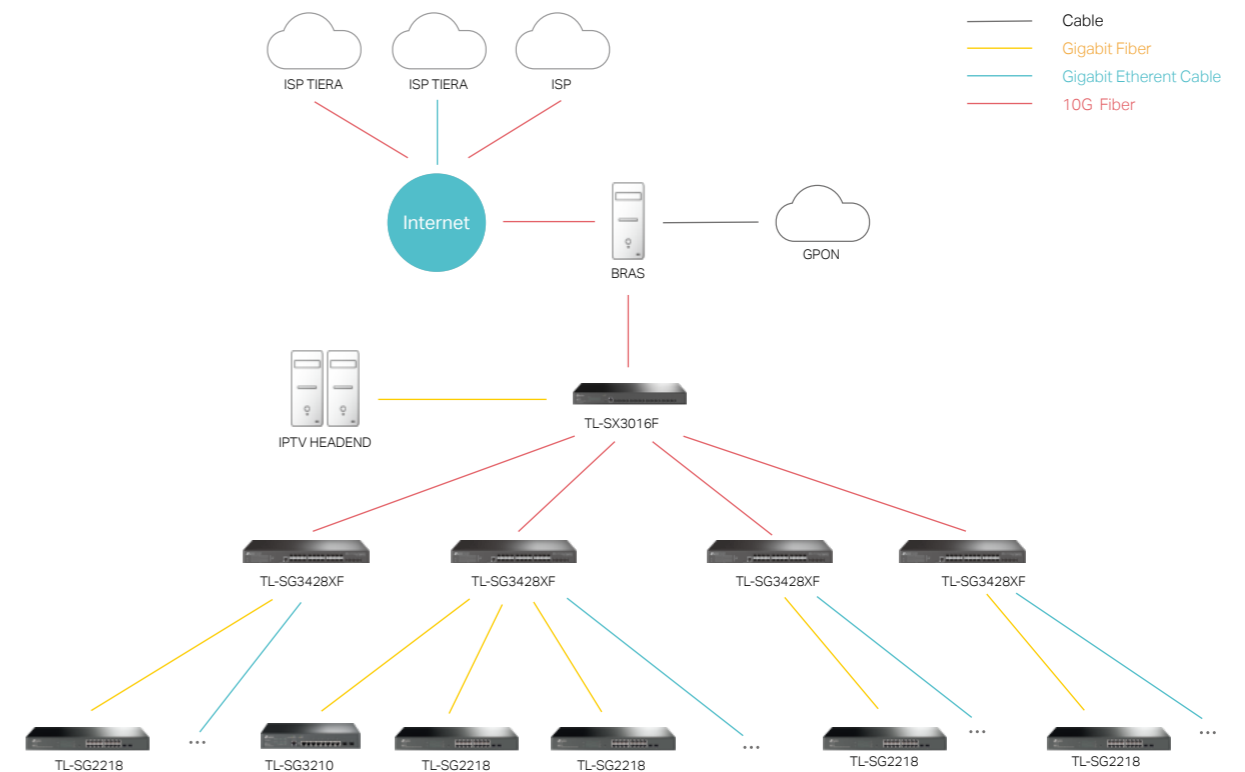 Cable
Gigabit Fiber
Gigabit Etherent Cable
10G Fiber
ISP TIERA
ISP TIERA
ISP
Internet
BRAS
GPON
IPTV HEADEND
TL-SX3016F
TL-SG3428XF
TL-SG3428XF
TL-SG3428XF
TL-SG3428XF
TL-SG2218
...
TL-SG3210
TL-SG2218
TL-SG2218
...
TL-SG2218
...
TL-SG2218
...